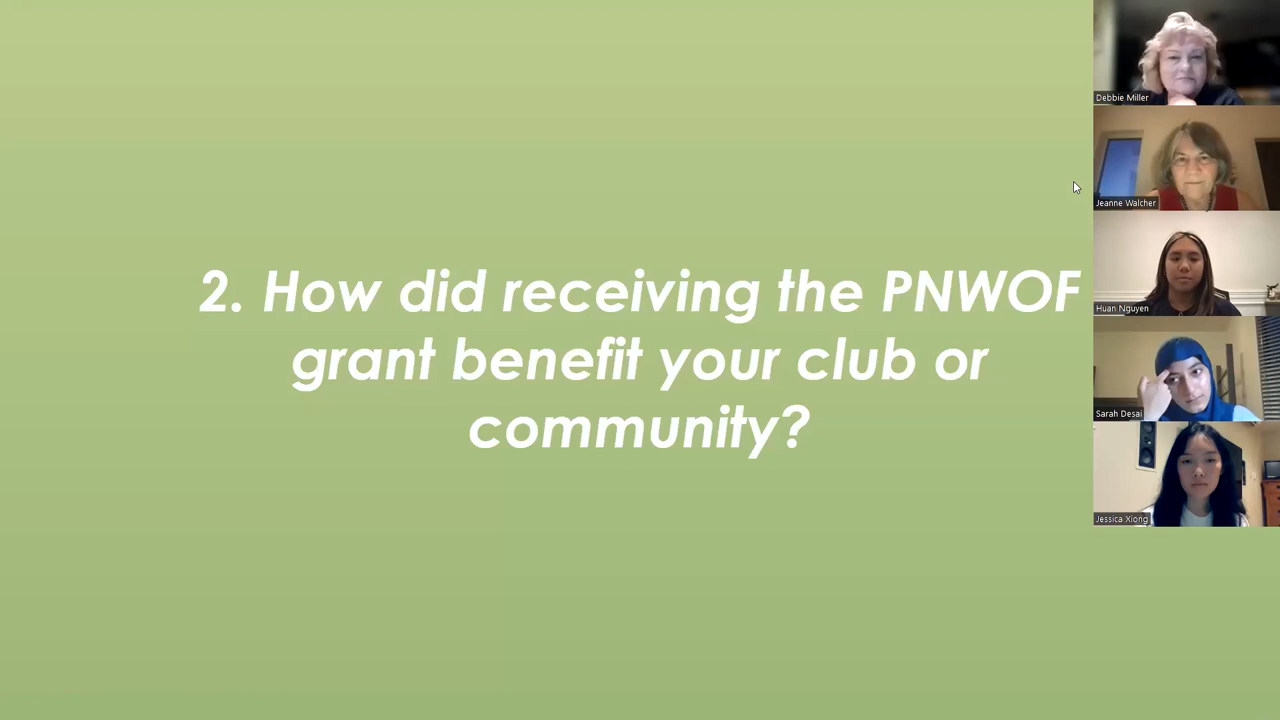 2. How did receiving the PNWOF
grant benefit your club or
community?
Debbie Miller
Jeanne Walcher
Huan Nguyen
Sarah Desai
Jessica Xiong